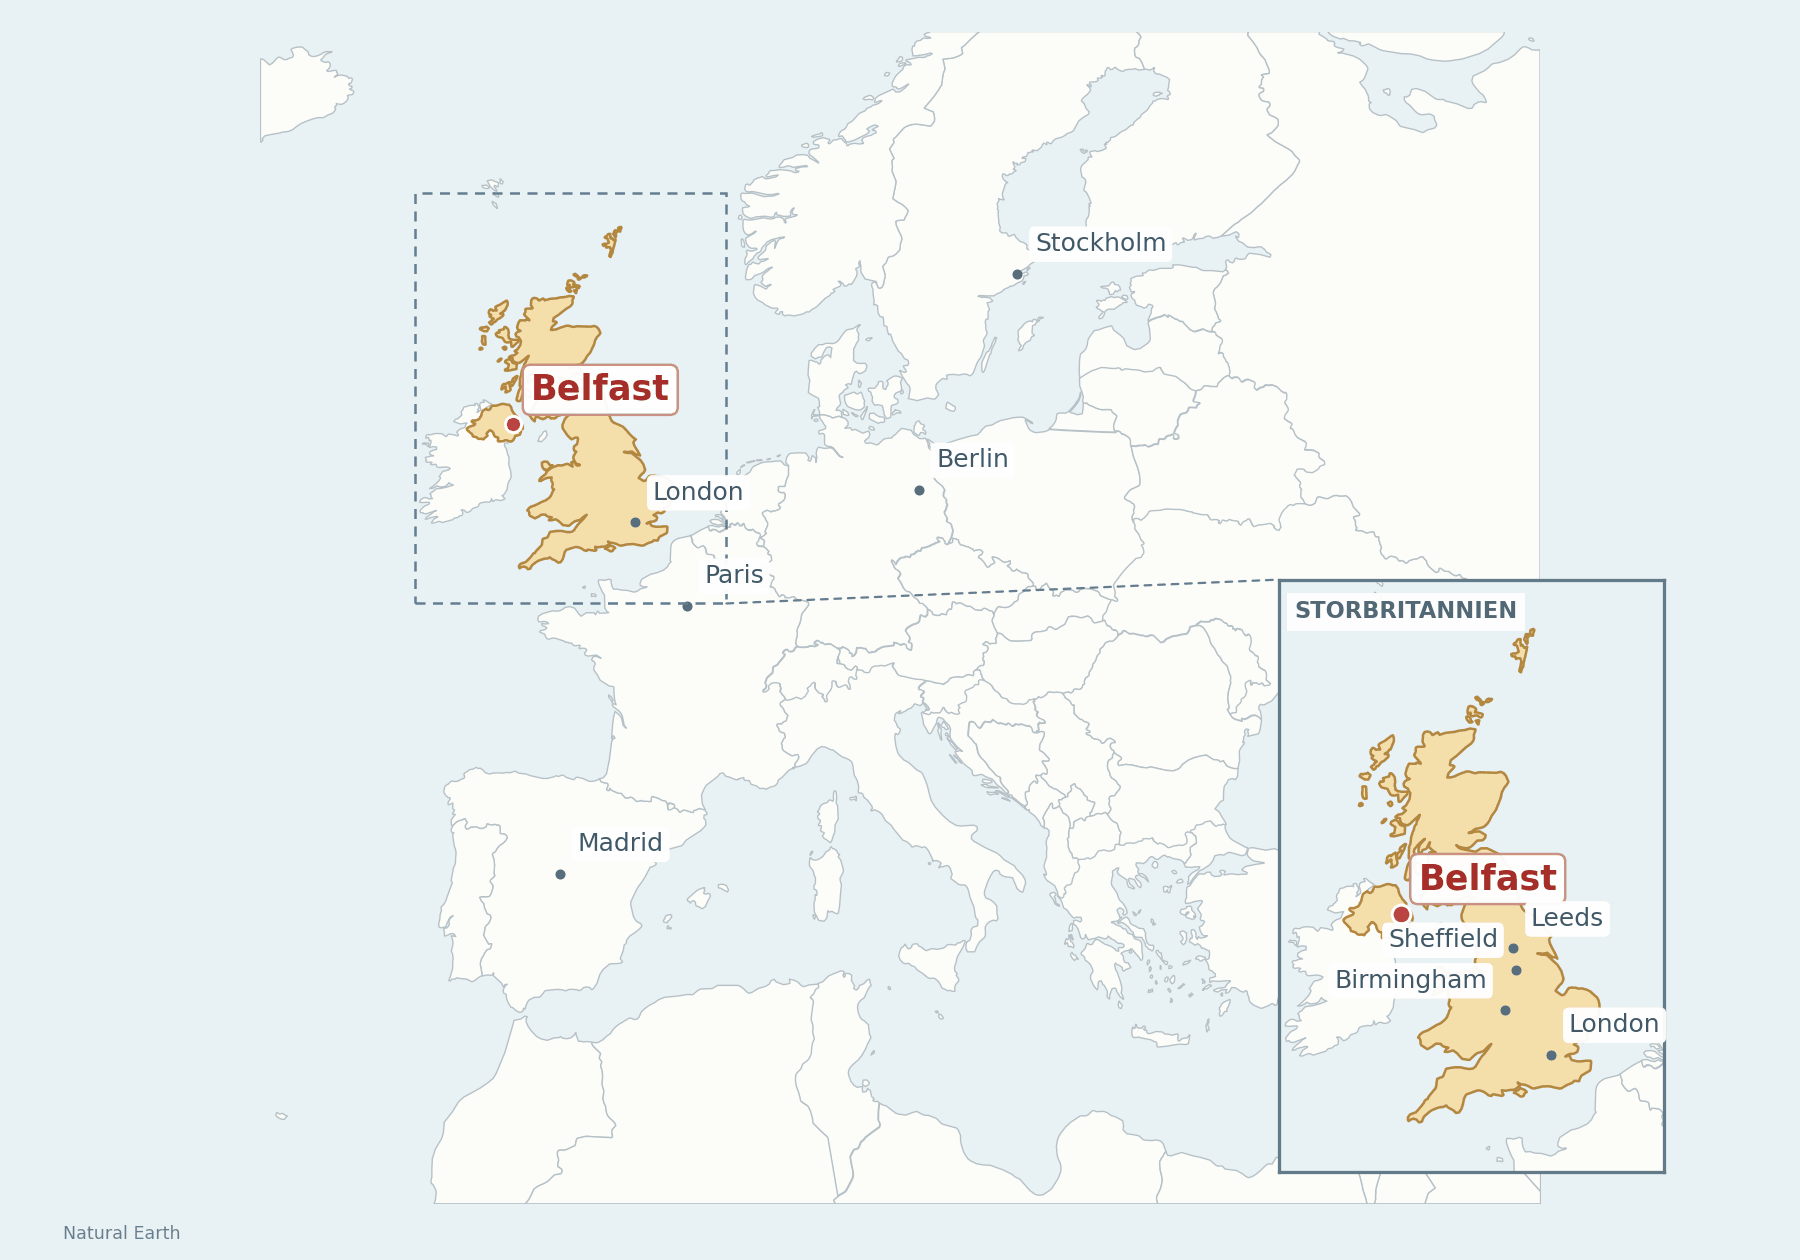 Stockholm
Belfast
Berlin
London
Paris
STORBRITANNIEN
Madrid
Belfast
Leeds
Sheffield
Birmingham
London
Natural Earth